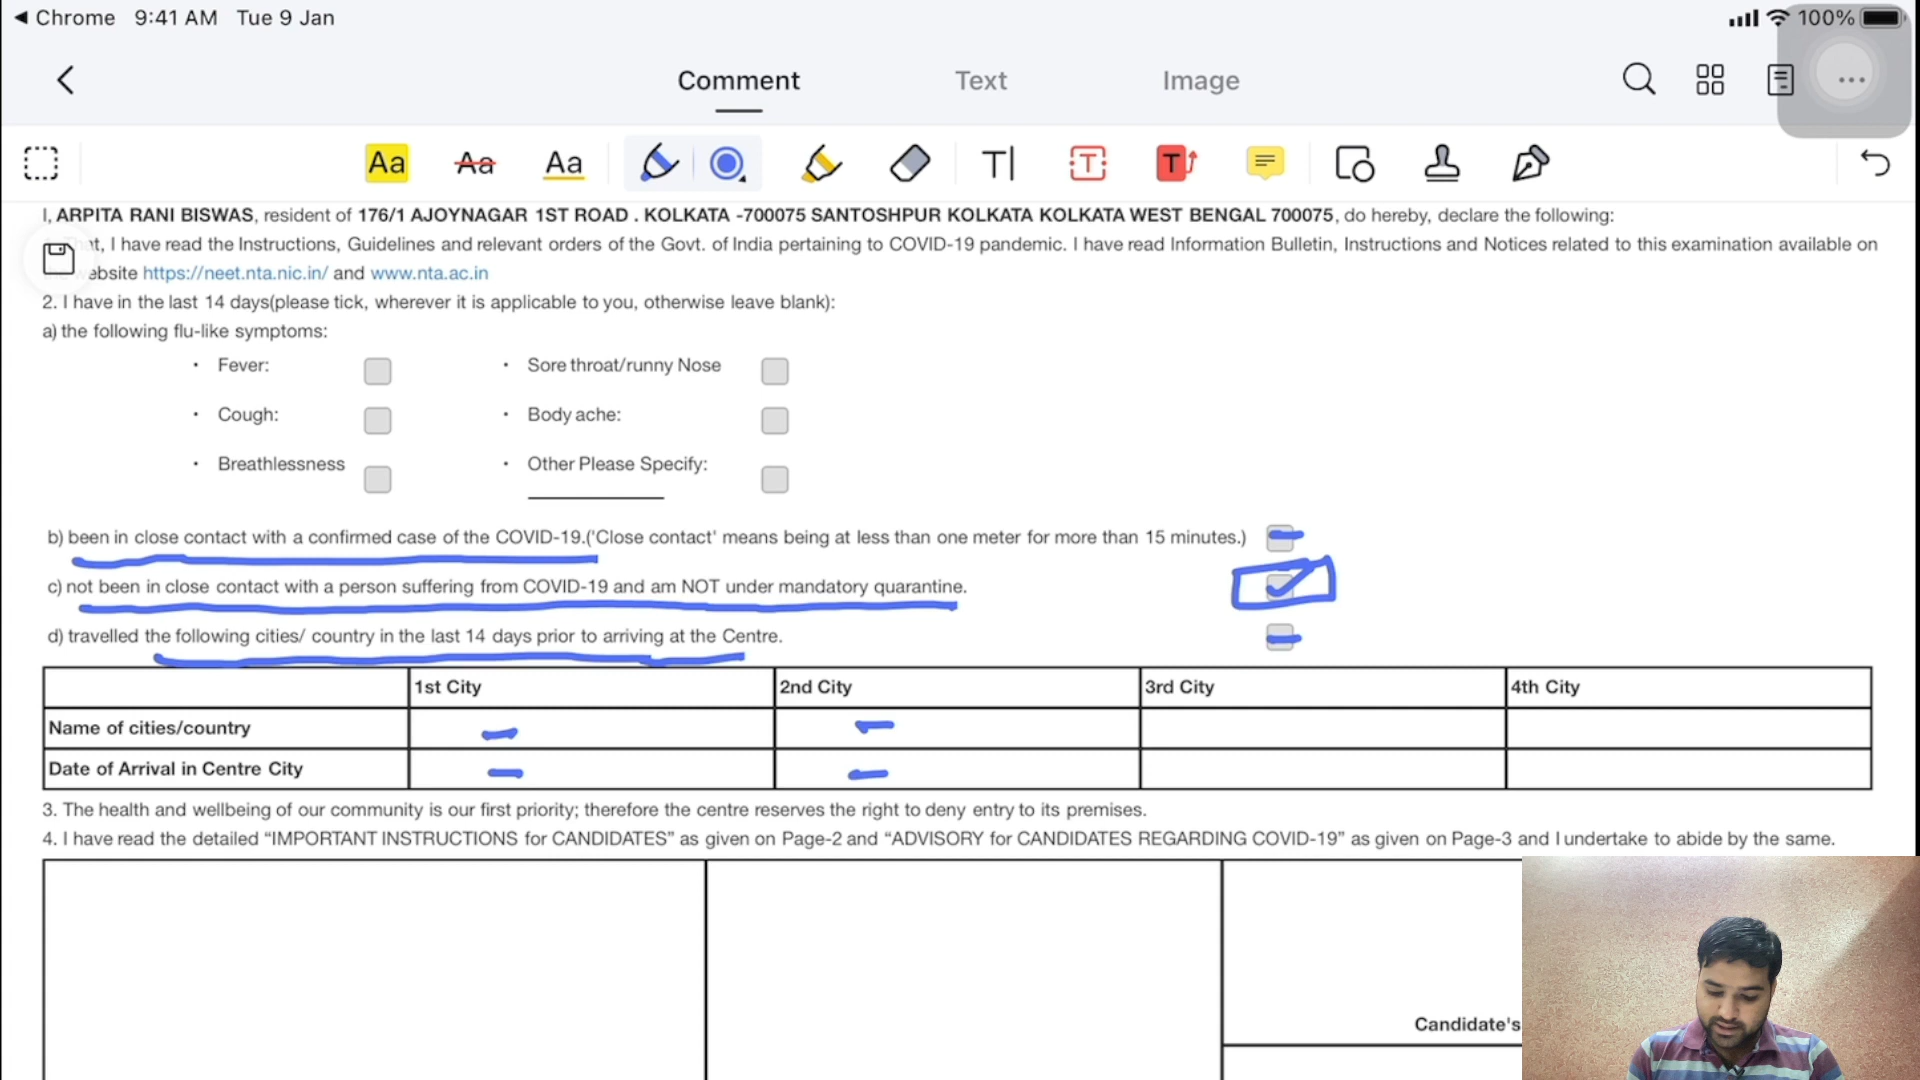 Chrome 9:41 AM Tue 9 Jan 100%
Comment Text Image
Aa Aa Aa T T T
I, ARPITA RANI BISWAS, resident of 176/1 AJOYNAGAR 1ST ROAD . KOLKATA -700075 SANTOSHPUR KOLKATA KOLKATA WEST BENGAL 700075, do hereby, declare the following:
I have read the Instructions, Guidelines and relevant orders of the Govt. of India pertaining to COVID-19 pandemic. I have read Information Bulletin, Instructions and Notices related to this examination available on
https://neet.nta.nic.in/ and www.nta.ac.in
2. I have in the last 14 days(please tick, wherever it is applicable to you, otherwise leave blank):
a) the following flu-like symptoms:
• Fever: • Sore throat/runny Nose
• Cough: • Body ache:
• Breathlessness • Other Please Specify:
b) been in close contact with a confirmed case of the COVID-19.('Close contact' means being at less than one meter for more than 15 minutes.)
c) not been in close contact with a person suffering from COVID-19 and am NOT under mandatory quarantine.
d) travelled the following cities/ country in the last 14 days prior to arriving at the Centre.
1st City 2nd City 3rd City 4th City
Name of cities/country
Date of Arrival in Centre City
3. The health and wellbeing of our community is our first priority; therefore the centre reserves the right to deny entry to its premises.
4. I have read the detailed “IMPORTANT INSTRUCTIONS for CANDIDATES” as given on Page-2 and “ADVISORY for CANDIDATES REGARDING COVID-19” as given on Page-3 and I undertake to abide by the same.
Candidate's